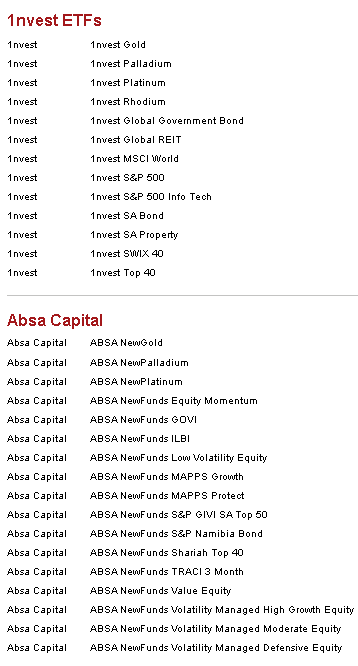 1nvest ETFs
1nvest 1nvest Gold
1nvest 1nvest Palladium
1nvest 1nvest Platinum
1nvest 1nvest Rhodium
1nvest 1nvest Global Government Bond
1nvest 1nvest Global REIT
1nvest 1nvest MSCI World
1nvest 1nvest S&P 500
1nvest 1nvest S&P 500 Info Tech
1nvest 1nvest SA Bond
1nvest 1nvest SA Property
1nvest 1nvest SWIX 40
1nvest 1nvest Top 40
Absa Capital
Absa Capital ABSA NewGold
Absa Capital ABSA NewPalladium
Absa Capital ABSA NewPlatinum
Absa Capital ABSA NewFunds Equity Momentum
Absa Capital ABSA NewFunds GOVI
Absa Capital ABSA NewFunds ILBI
Absa Capital ABSA NewFunds Low Volatility Equity
Absa Capital ABSA NewFunds MAPPS Growth
Absa Capital ABSA NewFunds MAPPS Protect
Absa Capital ABSA NewFunds S&P GIVI SA Top 50
Absa Capital ABSA NewFunds S&P Namibia Bond
Absa Capital ABSA NewFunds Shariah Top 40
Absa Capital ABSA NewFunds TRACI 3 Month
Absa Capital ABSA NewFunds Value Equity
Absa Capital ABSA NewFunds Volatility Managed High Growth Equity
Absa Capital ABSA NewFunds Volatility Managed Moderate Equity
Absa Capital ABSA NewFunds Volatility Managed Defensive Equity